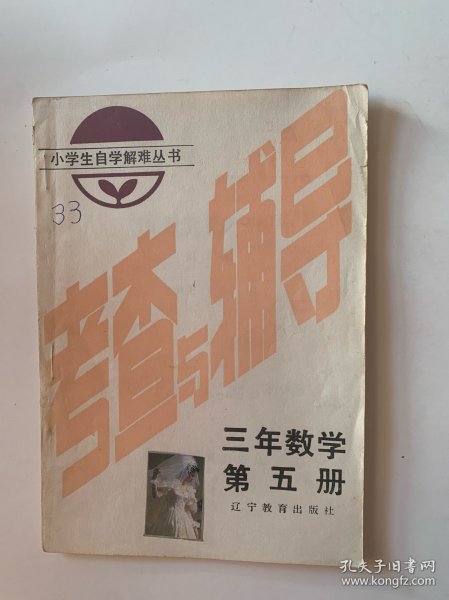 小学生自学解难丛书
33
考查与辅导
三年数学
第五册
辽宁教育出版社
孔夫子旧书网
www.kongfz.com